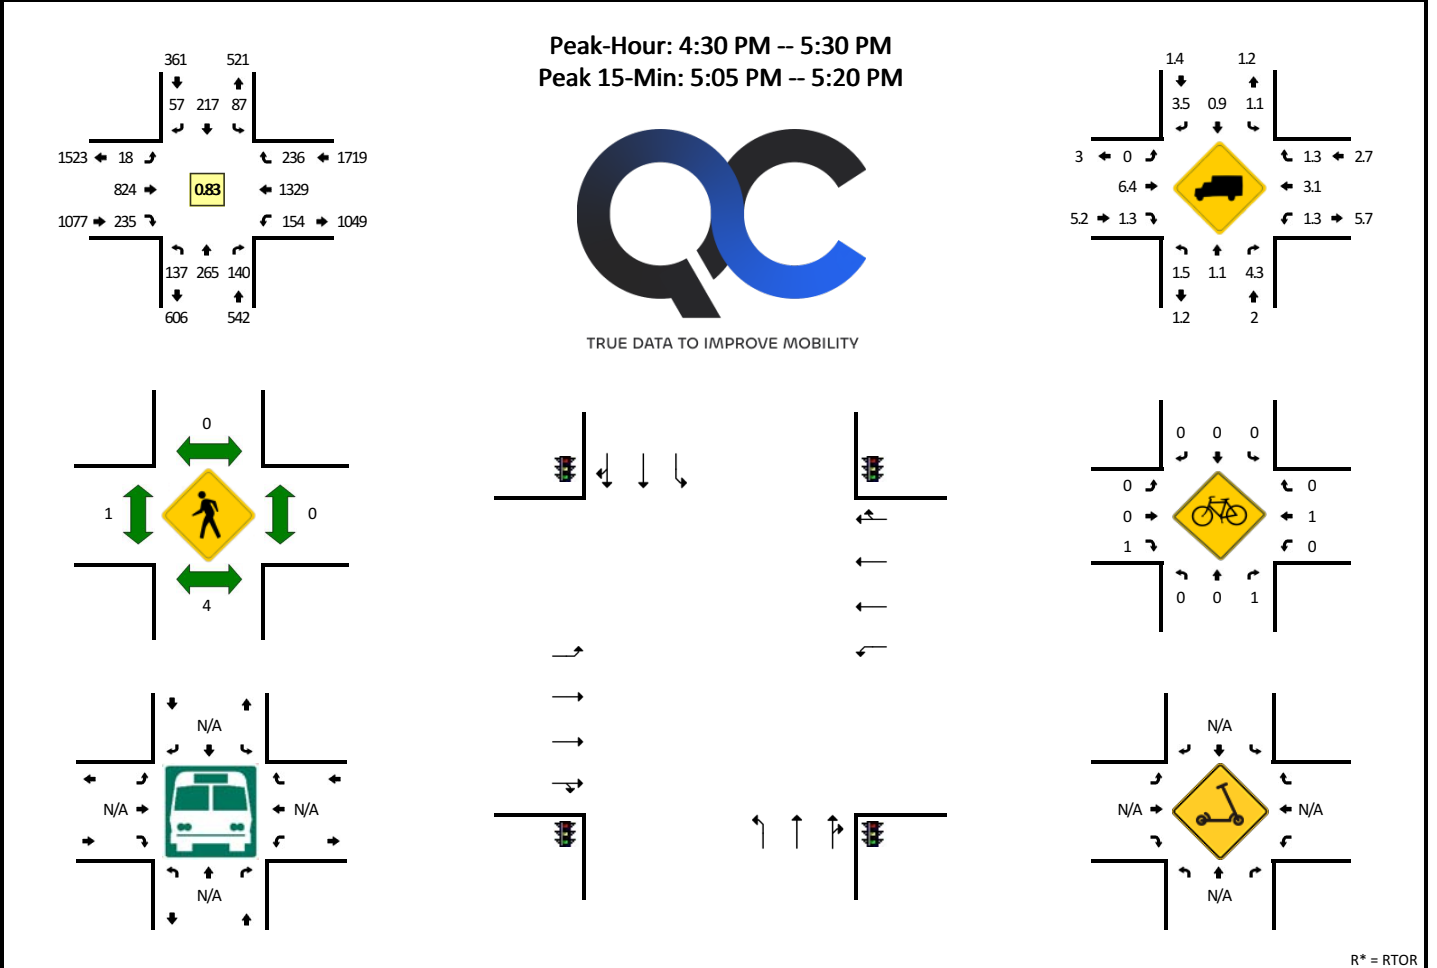 Peak-Hour: 4:30 PM -- 5:30 PM
Peak 15-Min: 5:05 PM -- 5:20 PM
361 521
57 217 87
1523 18 236 1719
824 0.83 1329
1077 235 154 1049
137 265 140
606 542
TRUE DATA TO IMPROVE MOBILITY
1.4 1.2
3.5 0.9 1.1
3 0 1.3 2.7
6.4 3.1
5.2 1.3 1.3 5.7
1.5 1.1 4.3
1.2 2
0
1 0
4
0 0 0
0 0
0 1
1 0
0 0 1
N/A
N/A N/A
N/A
N/A
N/A N/A
N/A
R* = RTOR